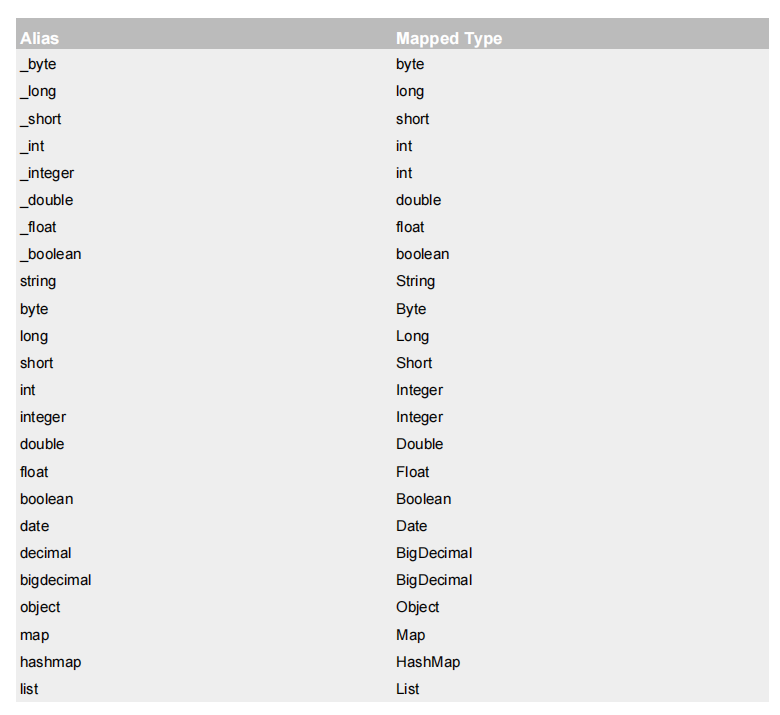 Alias Mapped Type
_byte byte
_long long
_short short
_int int
_integer int
_double double
_float float
_boolean boolean
string String
byte Byte
long Long
short Short
int Integer
integer Integer
double Double
float Float
boolean Boolean
date Date
decimal BigDecimal
bigdecimal BigDecimal
object Object
map Map
hashmap HashMap
list List